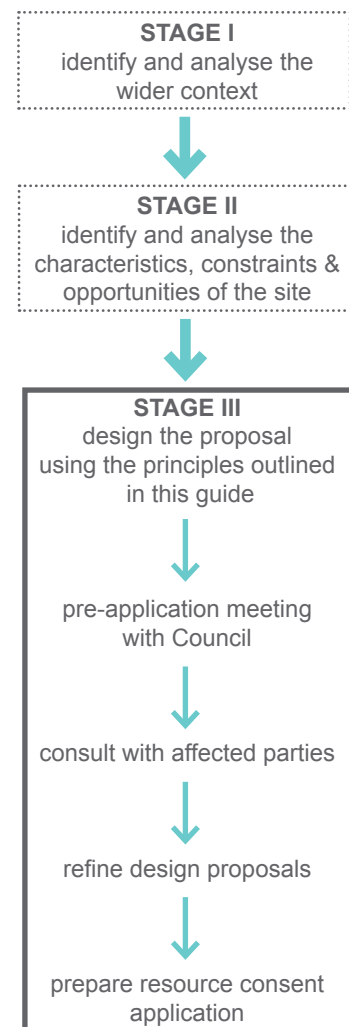 STAGE I
identify and analyse the
wider context
STAGE II
identify and analyse the
characteristics, constraints &
opportunities of the site
STAGE III
design the proposal
using the principles outlined
in this guide
pre-application meeting
with Council
consult with affected parties
refine design proposals
prepare resource consent
application